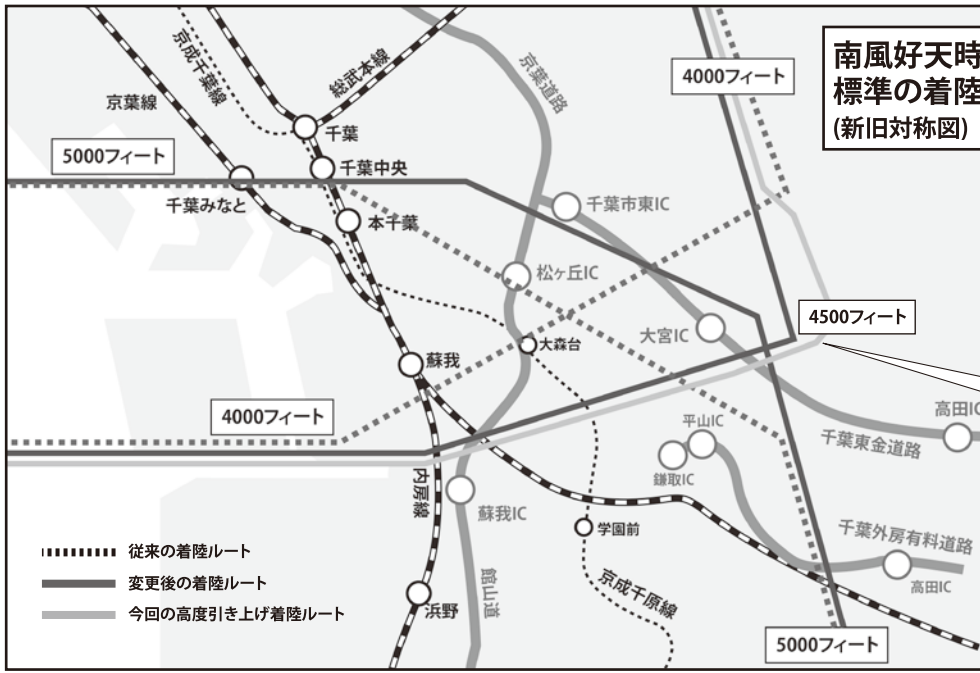 南風好天時
標準の着陸
(新旧対称図)
4000フィート
京成千葉線
総武本線
京葉道路
京葉線
千葉
5000フィート
千葉中央
千葉みなと
本千葉
千葉市東IC
松ヶ丘IC
4500フィート
大宮IC
大森台
蘇我
4000フィート
高田IC
平山IC
千葉東金道路
鎌取IC
内房線
蘇我IC
学園前
千葉外房有料道路
従来の着陸ルート
変更後の着陸ルート
今回の高度引き上げ着陸ルート
高田IC
館山道
京成千原線
浜野
5000フィート